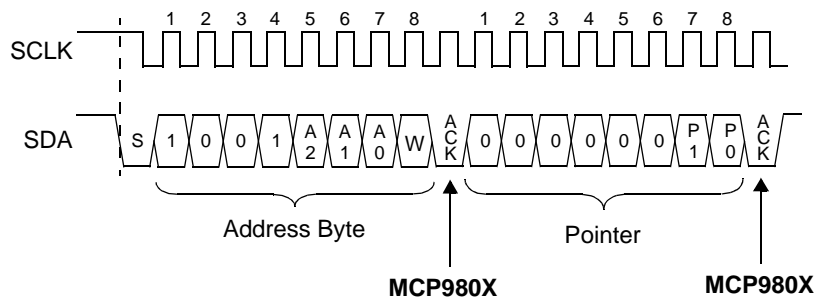 1 2 3 4 5 6 7 8 1 2 3 4 5 6 7 8
SCLK
SDA S 1 0 0 1 A2 A1 A0 W ACK 0 0 0 0 0 0 P1 P0 ACK
Address Byte Pointer
MCP980X MCP980X